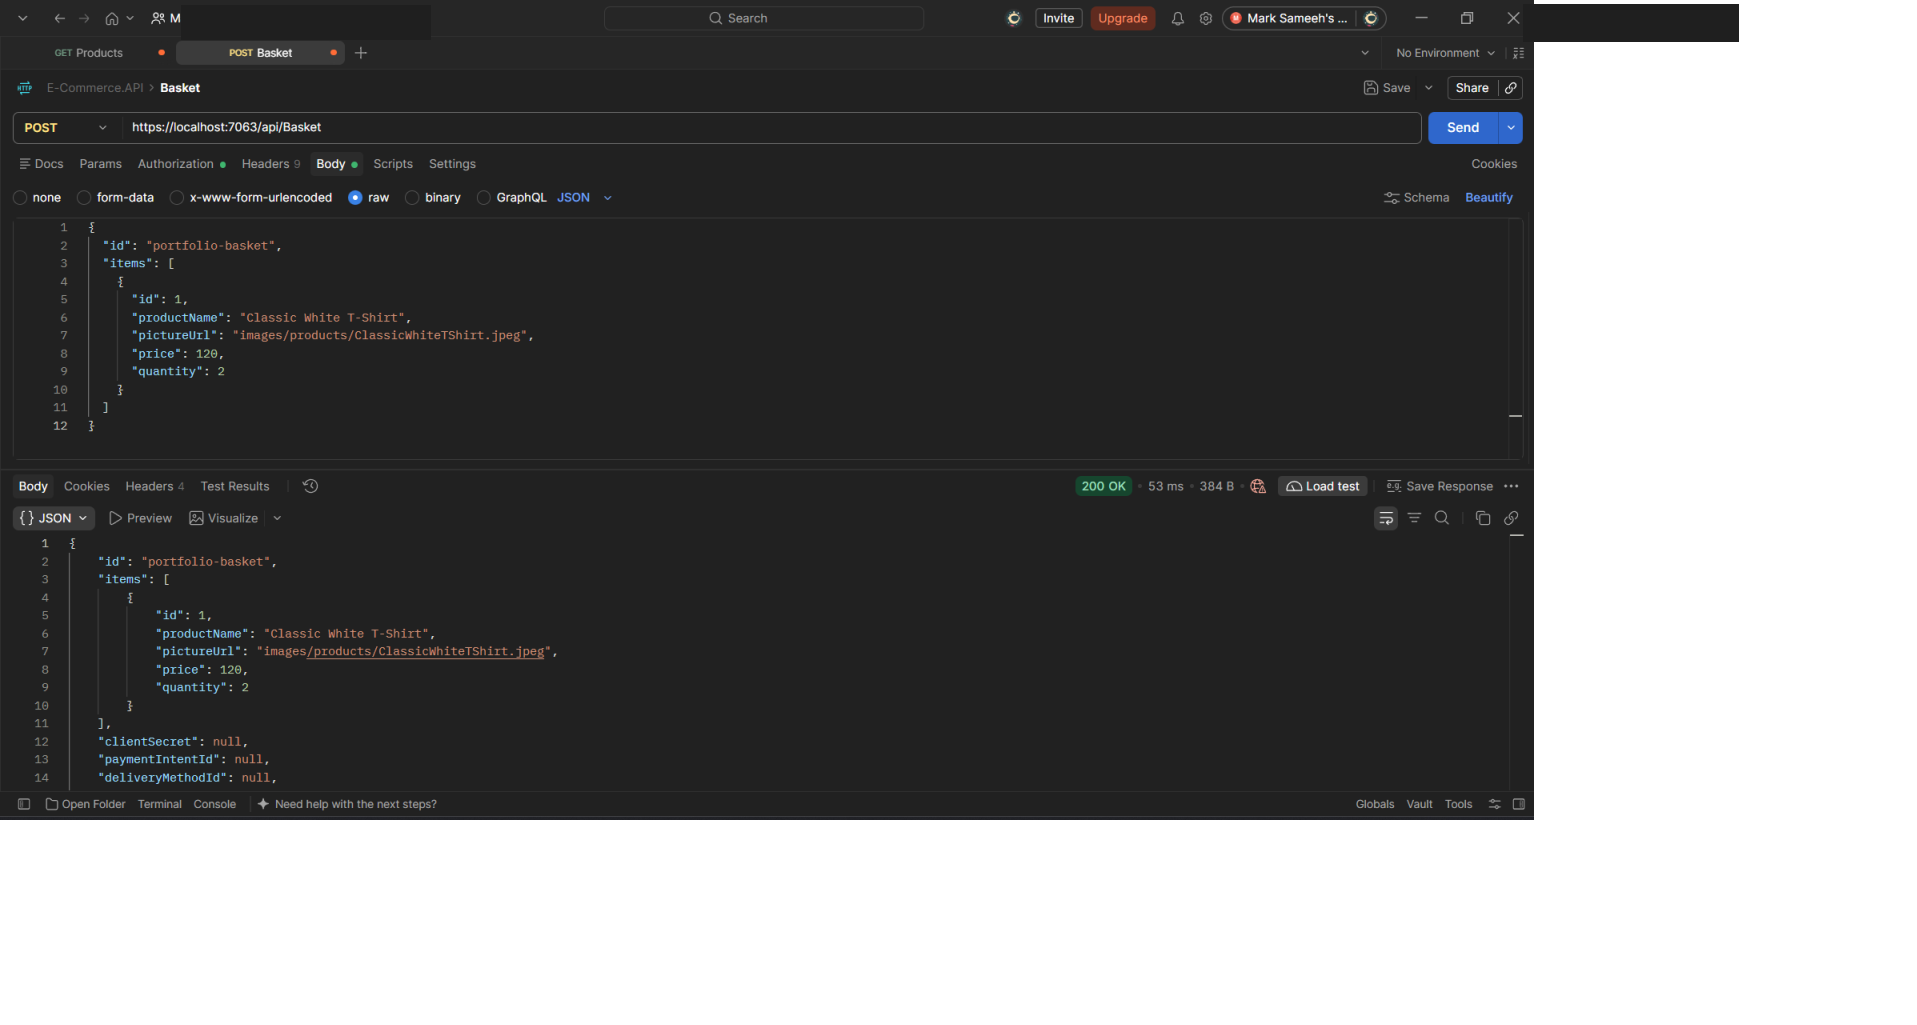 M
Search
Invite
Upgrade
M Mark Sameeh's ...
GET Products
POST Basket
No Environment
HTTP E-Commerce.API > Basket
Save
Share
POST
https://localhost:7063/api/Basket
Send
Docs Params Authorization Headers 9 Body Scripts Settings
Cookies
none form-data x-www-form-urlencoded raw binary GraphQL JSON
Schema Beautify
1 {
2 "id": "portfolio-basket",
3 "items": [
4 {
5 "id": 1,
6 "productName": "Classic White T-Shirt",
7 "pictureUrl": "images/products/ClassicWhiteTShirt.jpeg",
8 "price": 120,
9 "quantity": 2
10 }
11 ]
12 }
Body Cookies Headers 4 Test Results
200 OK • 53 ms • 384 B • Load test e.g. Save Response
{} JSON Preview Visualize
1 {
2 "id": "portfolio-basket",
3 "items": [
4 {
5 "id": 1,
6 "productName": "Classic White T-Shirt",
7 "pictureUrl": "images/products/ClassicWhiteTShirt.jpeg",
8 "price": 120,
9 "quantity": 2
10 }
11 ],
12 "clientSecret": null,
13 "paymentIntentId": null,
14 "deliveryMethodId": null,
Open Folder Terminal Console Need help with the next steps?
Globals Vault Tools